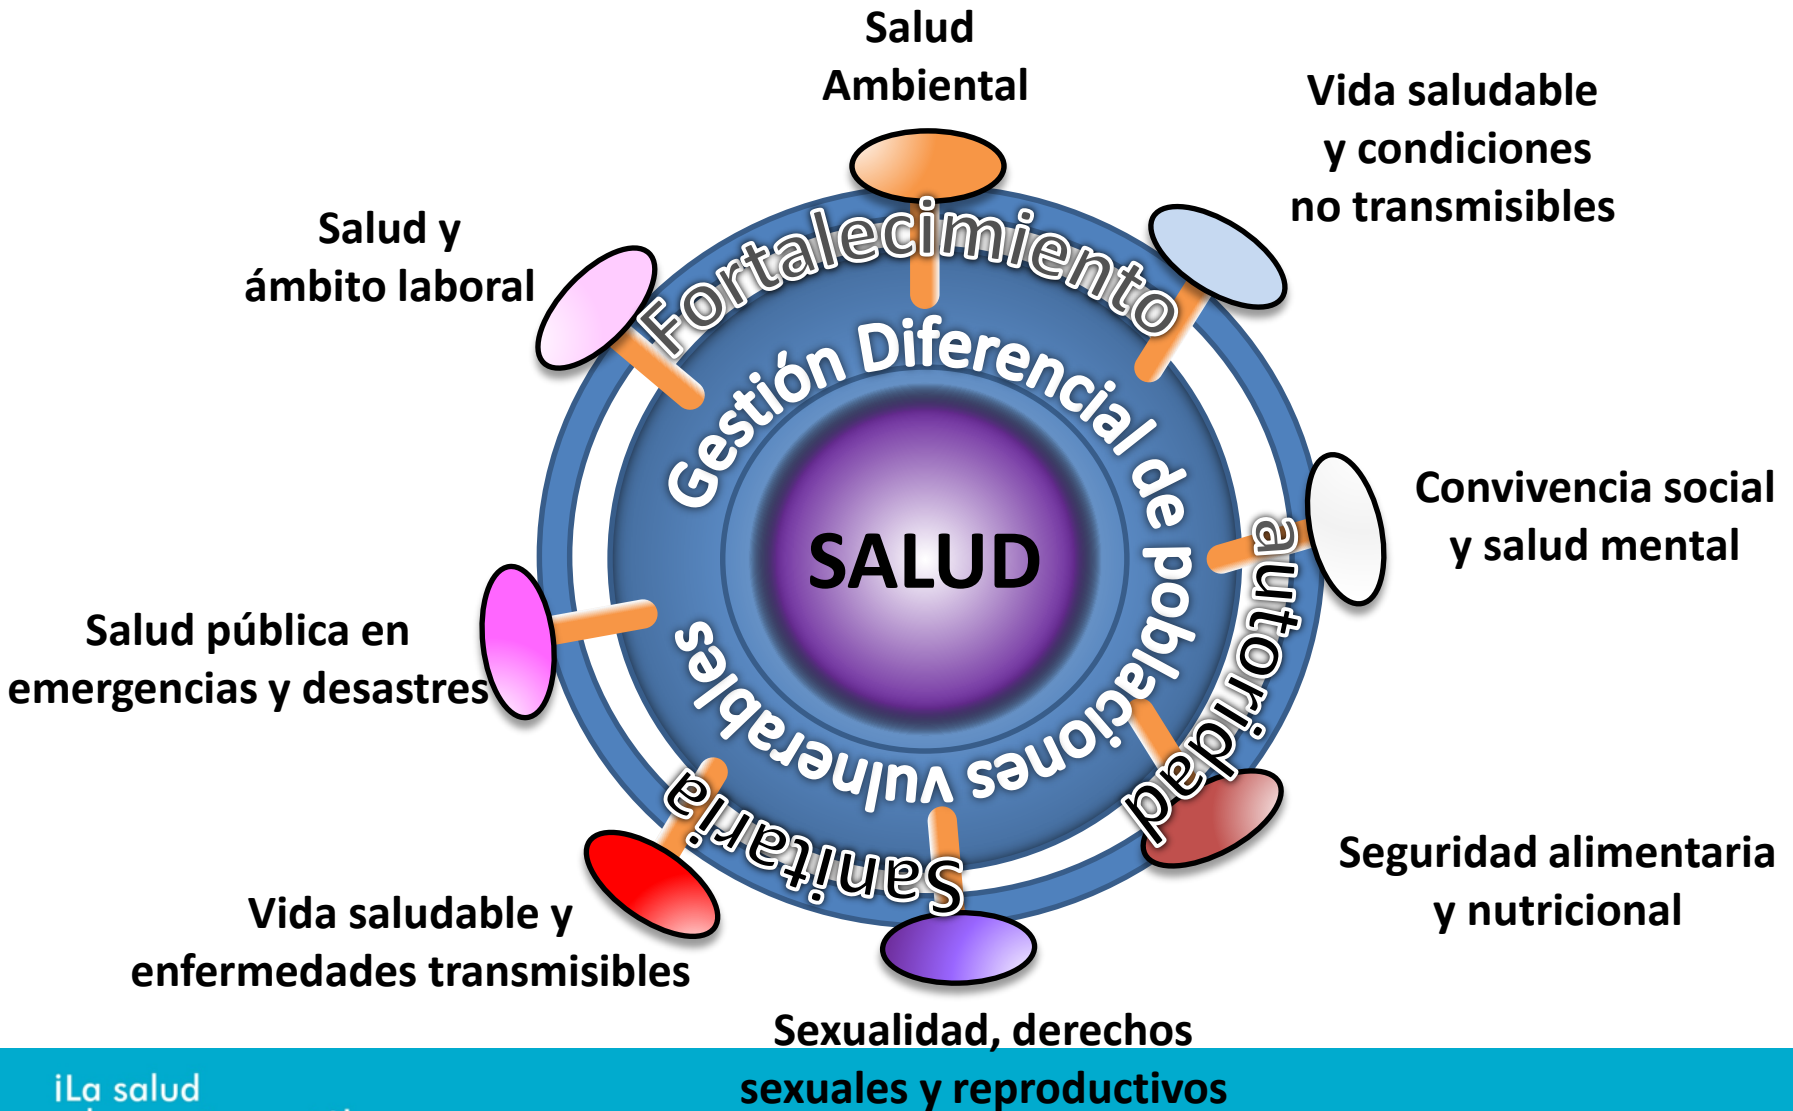 Salud
Ambiental
Vida saludable
y condiciones
no transmisibles
Salud y
ámbito laboral
Fortalecimiento
autoridad
Sanitaria
Gestión Diferencial de poblaciones vulnerables
SALUD
Convivencia social
y salud mental
Salud pública en
emergencias y desastres
Seguridad alimentaria
y nutricional
Vida saludable y
enfermedades transmisibles
Sexualidad, derechos
sexuales y reproductivos
¡La salud